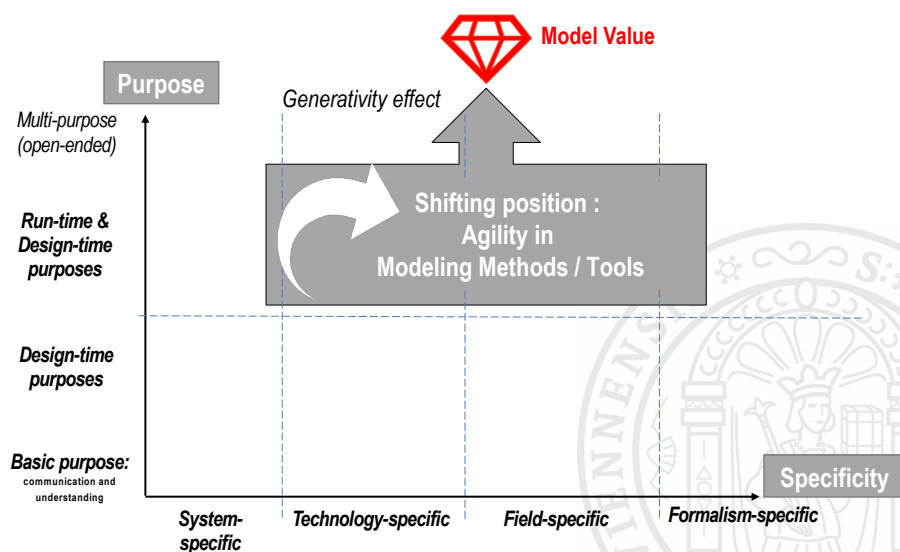 Model Value
Purpose
Generativity effect
Multi-purpose
(open-ended)
Run-time &
Design-time
purposes
Shifting position :
Agility in
Modeling Methods / Tools
Design-time
purposes
Basic purpose:
communication and
understanding
Specificity
System-
specific
Technology-specific
Field-specific
Formalism-specific